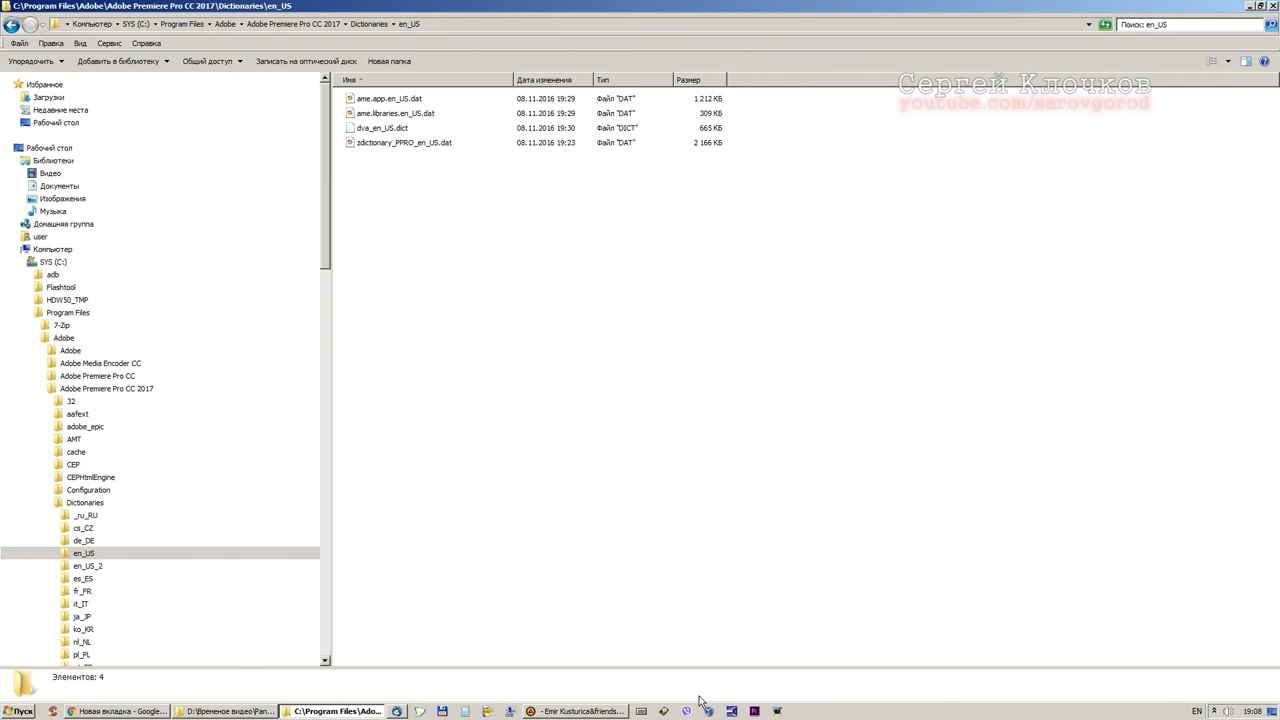 C:\Program Files\Adobe\Adobe Premiere Pro CC 2017\Dictionaries\en_US
Компьютер SYS (C:) Program Files Adobe Adobe Premiere Pro CC 2017 Dictionaries en_US
Поиск: en_US
Файл Правка Вид Сервис Справка
Упорядочить Добавить в библиотеку Общий доступ Записать на оптический диск Новая папка
Избранное
Загрузки
Недавние места
Рабочий стол
Рабочий стол
Библиотеки
Видео
Документы
Изображения
Музыка
Домашняя группа
user
Компьютер
SYS (C:)
adb
Flashtool
HDW50_TMP
Program Files
7-Zip
Adobe
Adobe
Adobe Media Encoder CC
Adobe Premiere Pro CC
Adobe Premiere Pro CC 2017
32
aafext
adobe_epic
AMT
cache
CEP
CEPHtmlEngine
Configuration
Dictionaries
_ru_RU
cs_CZ
de_DE
en_US
en_US_2
es_ES
fr_FR
it_IT
ja_JP
ko_KR
nl_NL
pl_PL
Имя Дата изменения Тип Размер
ame.app.en_US.dat 08.11.2016 19:29 Файл "DAT" 1 212 КБ
ame.libraries.en_US.dat 08.11.2016 19:29 Файл "DAT" 309 КБ
dva_en_US.dict 08.11.2016 19:30 Файл "DICT" 665 КБ
zdictionary_PPRO_en_US.dat 08.11.2016 19:23 Файл "DAT" 2 166 КБ
Сергей Клочков
youtube.com/sarovgorod
Элементов: 4
Пуск Новая вкладка - Google... D:\Временое видео\Pan... C:\Program Files\Ado... - Emir Kusturica&friends... EN 19:08